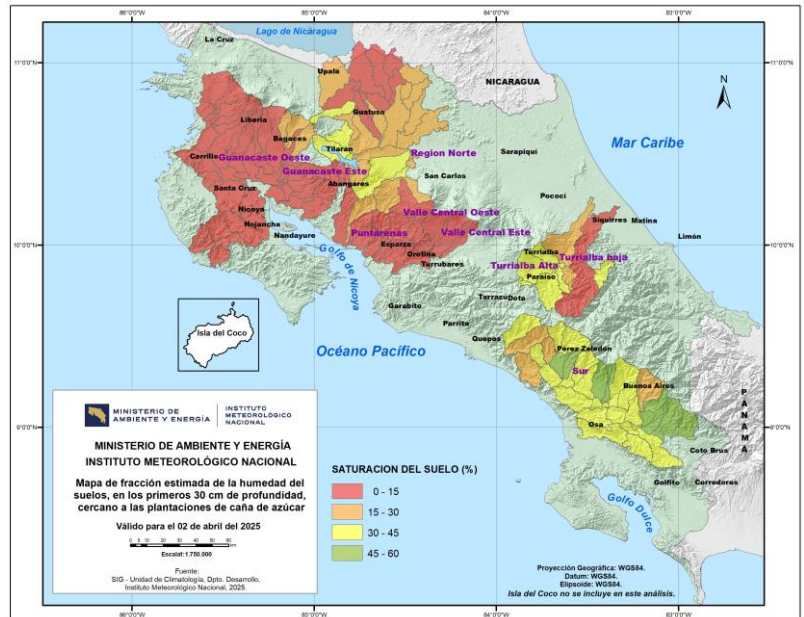 86°0'0"W
85°0'0"W
84°0'0"W
83°0'0"W
Lago de Nicaragua
La Cruz
11°0'0"N
11°0'0"N
Upala
NICARAGUA
N
Guatuso
Liberia
Bagaces
Mar Caribe
Tilarán
Region Norte
Sarapiquí
Carrillo
Guanacaste Oeste
Guanacaste Este
San Carlos
Abangares
Santa Cruz
Pococí
Nicoya
Valle Central Oeste
Siquirres
Matina
Hojancha
Puntarenas
Valle Central Este
Limón
10°0'0"N
10°0'0"N
Nandayure
Esparza
Orotina
Turrialba
Turrialba baja
Golfo de Nicoya
Turrubares
Turrialba Alta
Paraíso
Garabito
Tarrazú
Dota
Isla del Coco
Parrita
Quepos
Océano Pacífico
Pérez Zeledón
Sur
Buenos Aires
PANAMÁ
9°0'0"N
9°0'0"N
Osa
Coto Brus
Golfito
Corredores
Golfo Dulce
MINISTERIO DE
AMBIENTE Y ENERGÍA
INSTITUTO
METEOROLÓGICO
NACIONAL
MINISTERIO DE AMBIENTE Y ENERGÍA
INSTITUTO METEOROLÓGICO NACIONAL
Mapa de fracción estimada de la humedad del
suelos, en los primeros 30 cm de profundidad,
cercano a las plantaciones de caña de azúcar
Válido para el 02 de abril del 2025
Escalaf:1.750.000
Fuente:
SIG - Unidad de Climatología, Dpto. Desarrollo,
Instituto Meteorológico Nacional, 2025.
SATURACION DEL SUELO (%)
0 - 15
15 - 30
30 - 45
45 - 60
Proyección Geográfica: WGS84.
Datum: WGS84.
Elipsoide: WGS84.
Isla del Coco no se incluye en este análisis.
86°0'0"W
85°0'0"W
84°0'0"W
83°0'0"W